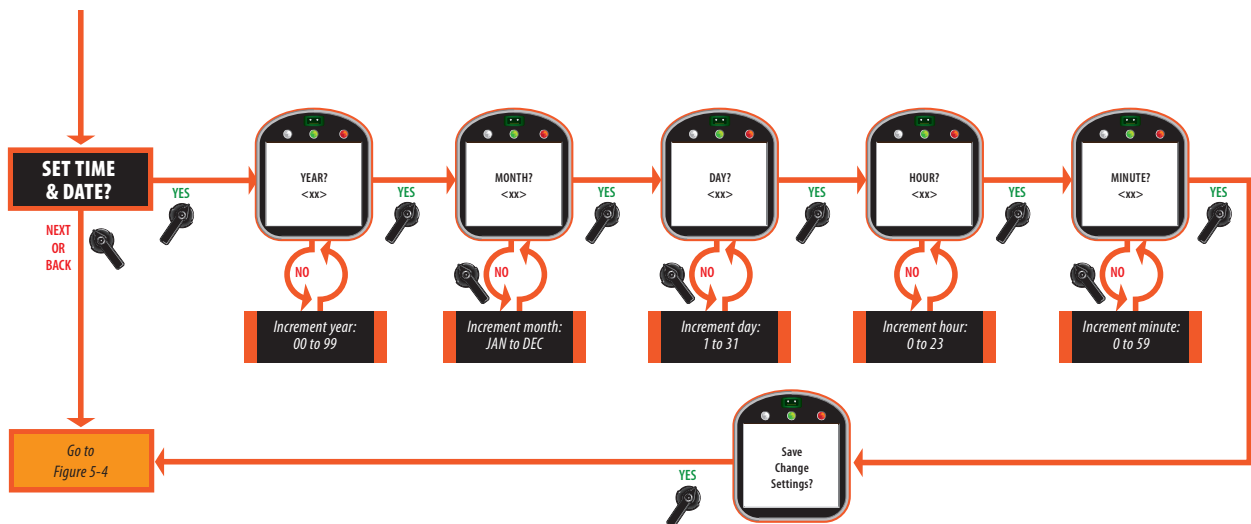 SET TIME
& DATE?
YES
NEXT
OR
BACK
YEAR?
<xx>
YES
NO
Increment year:
00 to 99
MONTH?
<xx>
YES
NO
Increment month:
JAN to DEC
DAY?
<xx>
YES
NO
Increment day:
1 to 31
HOUR?
<xx>
YES
NO
Increment hour:
0 to 23
MINUTE?
<xx>
YES
NO
Increment minute:
0 to 59
Save
Change
Settings?
YES
Go to
Figure 5-4